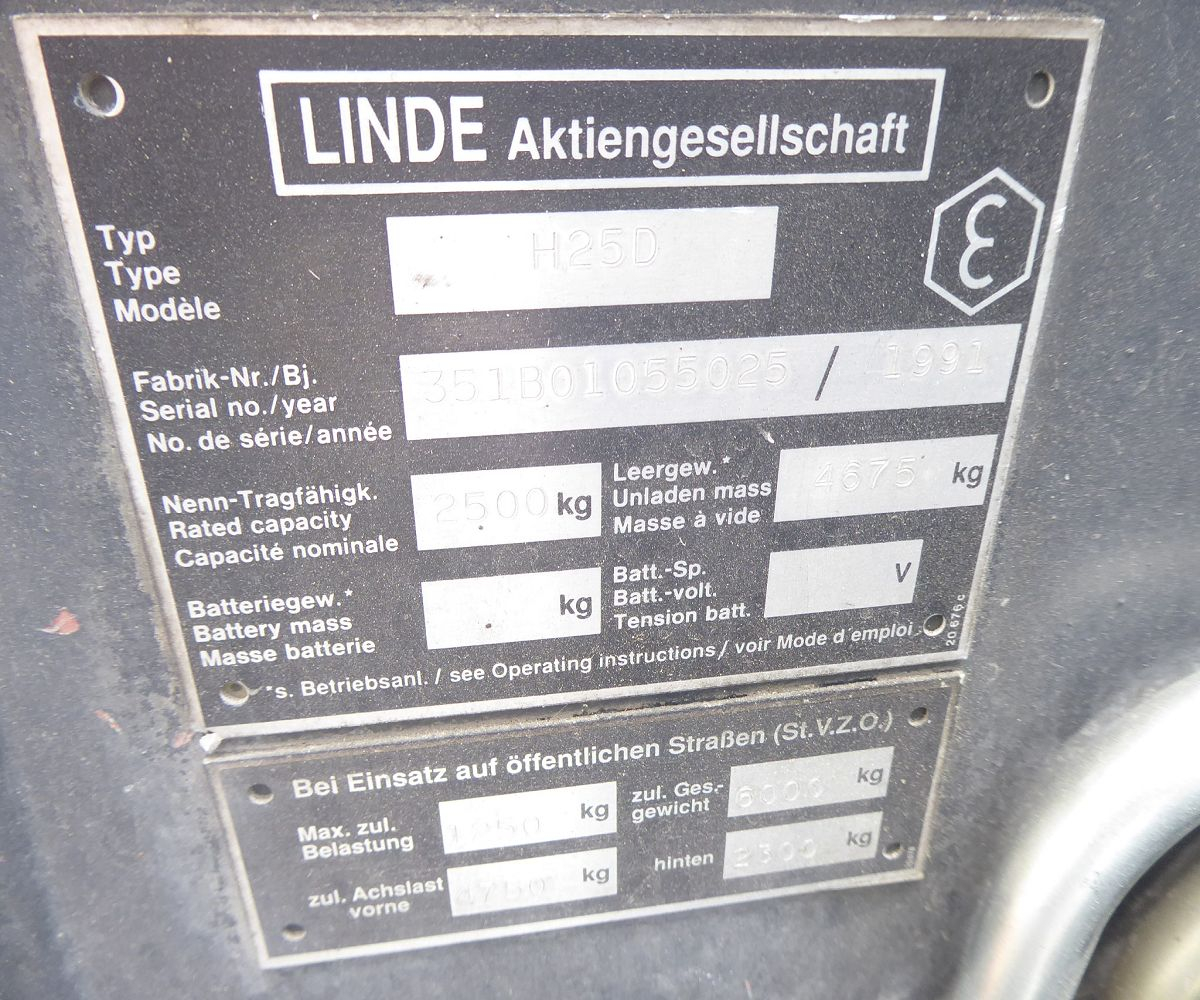 LINDE Aktiengesellschaft
Typ
Type
Modèle
H25D
Fabrik-Nr./Bj.
Serial no./year
No. de série/année
351B01055025 / 1991
Nenn-Tragfähigk.
Rated capacity
Capacité nominale
2500 kg
Leergew.*
Unladen mass
Masse à vide
4675 kg
Batteriegew.*
Battery mass
Masse batterie
kg
Batt.-Sp.
Batt.-volt.
Tension batt.
V
*s. Betriebsanl. / see Operating instructions / voir Mode d'emploi
20 676 c
Bei Einsatz auf öffentlichen Straßen (St.V.Z.O.)
Max. zul.
Belastung
kg
zul. Ges.-
gewicht
6000 kg
zul. Achslast
vorne
kg
hinten
2300 kg